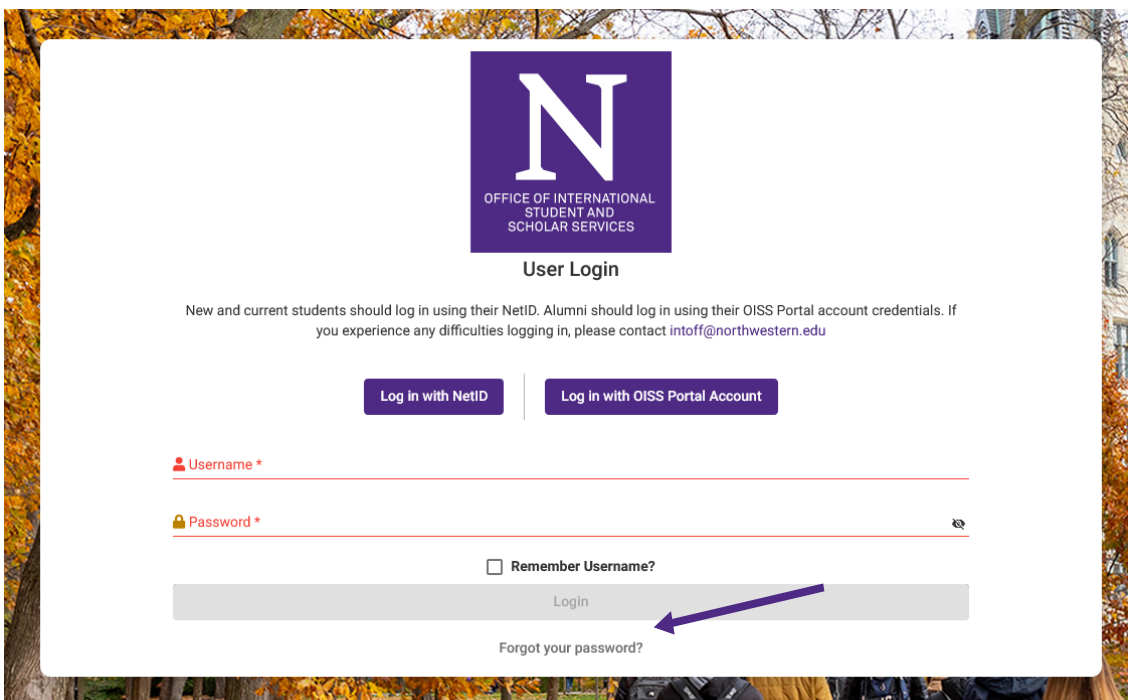 N
OFFICE OF INTERNATIONAL
STUDENT AND
SCHOLAR SERVICES
User Login
New and current students should log in using their NetID. Alumni should log in using their OISS Portal account credentials. If
you experience any difficulties logging in, please contact intoff@northwestern.edu
Log in with NetID
Log in with OISS Portal Account
Username *
Password *
Remember Username?
Login
Forgot your password?